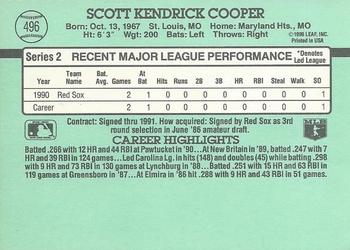 496
SCOTT KENDRICK COOPER
Born: Oct. 13, 1967 St. Louis, MO Home: Maryland Hts., MO
Ht: 6'3" Wgt: 200 Bats: Left Throws: Right
©1990 LEAF, INC.
Printed in USA
Series 2 RECENT MAJOR LEAGUE PERFORMANCE *Denotes Led League
Year Team Name Bat. Avg. Games AB Runs Hits 2B 3B HR RBI Steal Walk SO
1990 Red Sox 2 1 0 0 0 0 0 0 0 0 1
Career 2 1 0 0 0 0 0 0 0 0 1
Contract: Signed thru 1991. How acquired: Signed by Red Sox as 3rd
round selection in June '86 amateur draft.
MLB
CAREER HIGHLIGHTS
Batted .266 with 12 HR and 44 RBI at Pawtucket in '90...At New Britain in '89, batted .247 with 7
HR and 39 RBI in 124 games...Led Carolina Lg. in hits (148) and doubles (45) while batting .298
with 9 HR and 73 RBI in 130 games at Lynchburg in '88...Batted .251 with 15 HR and 63 RBI in
119 games at Greensboro in '87...At Elmira in '86 hit .288 with 9 HR and 43 RBI in 51 games.